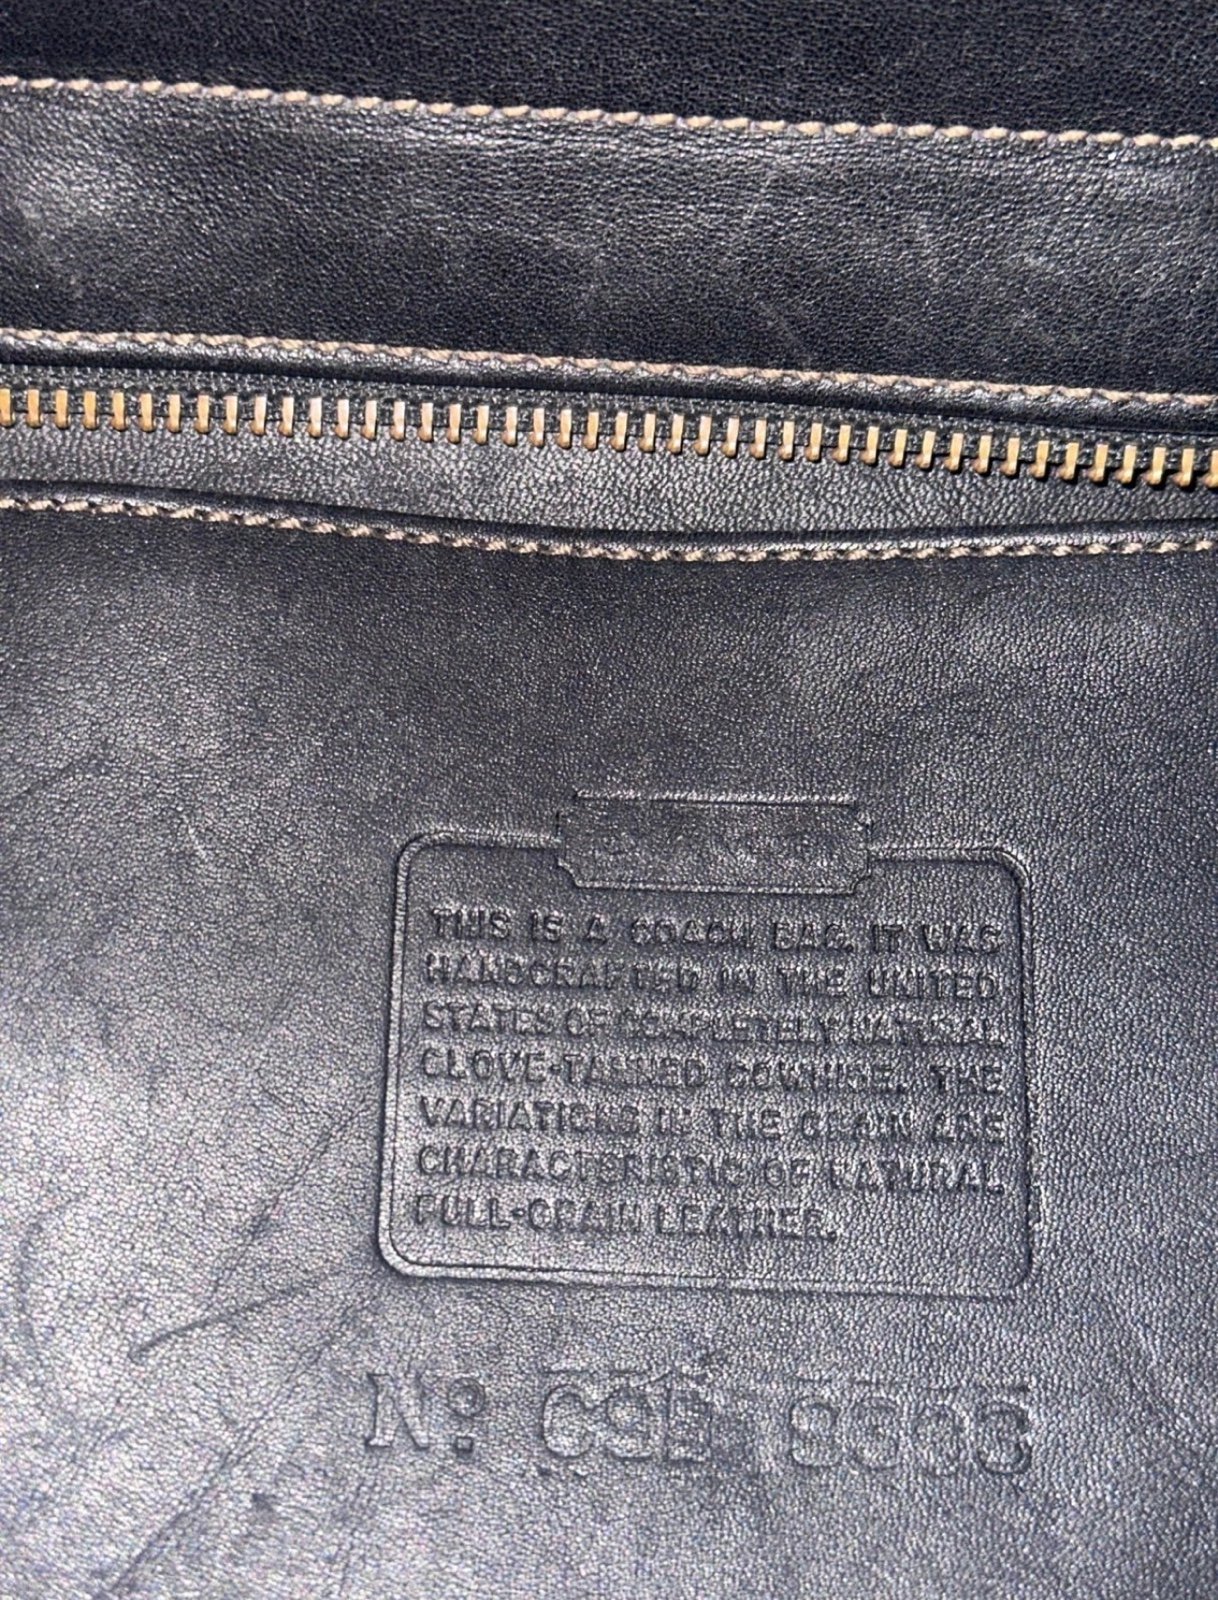 THIS IS A COACH BAG. IT WAS
HANDCRAFTED IN THE UNITED
STATES OF COMPLETELY NATURAL
GLOVE-TANNED COWHIDE. THE
VARIATIONS IN THE GRAIN ARE
CHARACTERISTIC OF NATURAL
FULL-GRAIN LEATHER.
Nº